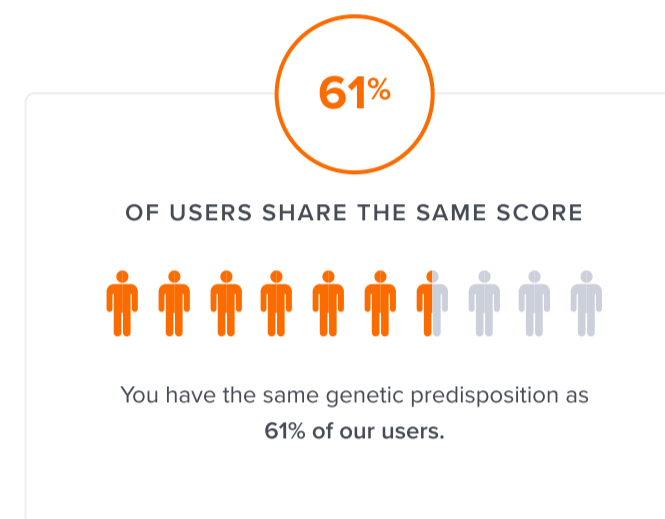 61%
OF USERS SHARE THE SAME SCORE
You have the same genetic predisposition as
61% of our users.